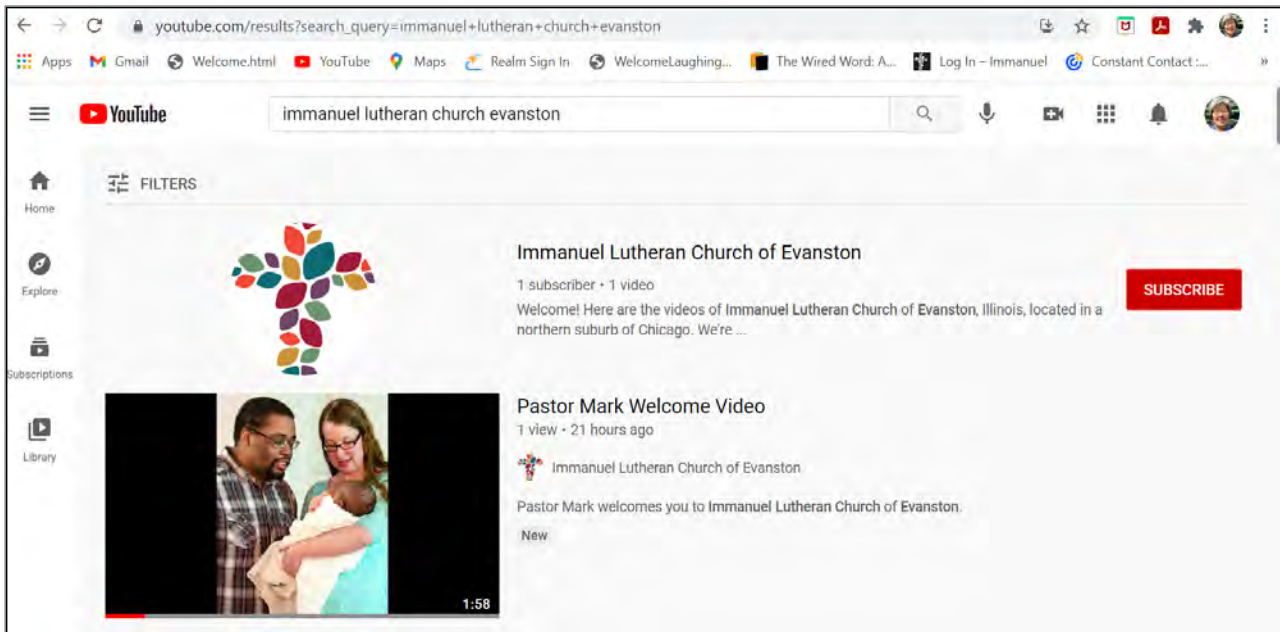 youtube.com/results?search_query=immanuel+lutheran+church+evanston
Apps Gmail Welcome.html YouTube Maps Realm Sign In WelcomeLaughing... The Wired Word: A... Log In – Immanuel Constant Contact :... »
YouTube immanuel lutheran church evanston
FILTERS
Home
Explore
Subscriptions
Library
Immanuel Lutheran Church of Evanston
1 subscriber • 1 video
Welcome! Here are the videos of Immanuel Lutheran Church of Evanston, Illinois, located in a
northern suburb of Chicago. We're ...
SUBSCRIBE
1:58
Pastor Mark Welcome Video
1 view • 21 hours ago
Immanuel Lutheran Church of Evanston
Pastor Mark welcomes you to Immanuel Lutheran Church of Evanston.
New